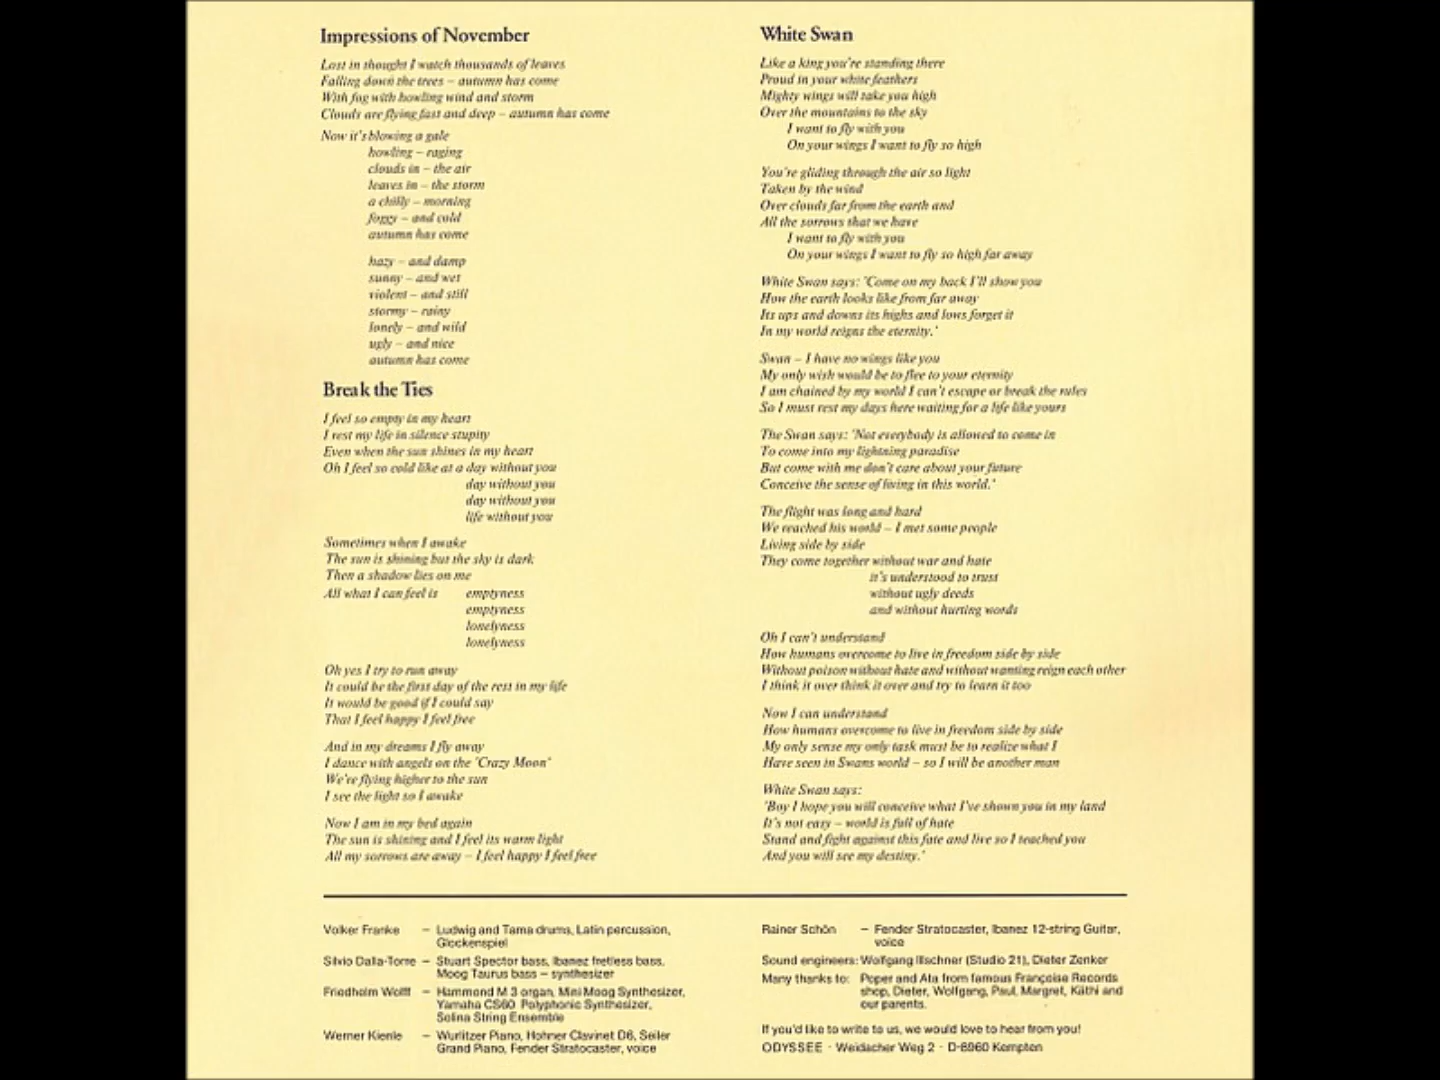 Impressions of November
Lost in thought I watch thousands of leaves
Falling down the trees – autumn has come
With fog with howling wind and storm
Clouds are flying fast and deep – autumn has come
Now it's blowing a gale
howling – raging
clouds in – the air
leaves in – the storm
a chilly – morning
foggy – and cold
autumn has come
hazy – and damp
sunny – and wet
violent – and still
stormy – rainy
lonely – and wild
ugly – and nice
autumn has come
Break the Ties
I feel so empty in my heart
I rest my life in silence stupity
Even when the sun shines in my heart
Oh I feel so cold like at a day without you
day without you
day without you
life without you
Sometimes when I awake
The sun is shining but the sky is dark
Then a shadow lies on me
All what I can feel is emptyness
emptyness
lonelyness
lonelyness
Oh yes I try to run away
It could be the first day of the rest in my life
It would be good if I could say
That I feel happy I feel free
And in my dreams I fly away
I dance with angels on the 'Crazy Moon'
We're flying higher to the sun
I see the light so I awake
Now I am in my bed again
The sun is shining and I feel its warm light
All my sorrows are away – I feel happy I feel free
White Swan
Like a king you're standing there
Proud in your white feathers
Mighty wings will take you high
Over the mountains to the sky
I want to fly with you
On your wings I want to fly so high
You're gliding through the air so light
Taken by the wind
Over clouds far from the earth and
All the sorrows that we have
I want to fly with you
On your wings I want to fly so high far away
White Swan says: 'Come on my back I'll show you
How the earth looks like from far away
Its ups and downs its highs and lows forget it
In my world reigns the eternity.'
Swan – I have no wings like you
My only wish would be to flee to your eternity
I am chained by my world I can't escape or break the rules
So I must rest my days here waiting for a life like yours
The Swan says: 'Not everybody is allowed to come in
To come into my lightning paradise
But come with me don't care about your future
Conceive the sense of living in this world.'
The flight was long and hard
We reached his world – I met some people
Living side by side
They come together without war and hate
it's understood to trust
without ugly deeds
and without hurting words
Oh I can't understand
How humans overcome to live in freedom side by side
Without poison without hate and without wanting reign each other
I think it over think it over and try to learn it too
Now I can understand
How humans overcome to live in freedom side by side
My only sense my only task must be to realize what I
Have seen in Swans world – so I will be another man
White Swan says:
'Boy I hope you will conceive what I've shown you in my land
It's not easy – world is full of hate
Stand and fight against this fate and live so I teached you
And you will see my destiny.'
Volker Franke – Ludwig and Tama drums, Latin percussion,
Glockenspiel
Silvio Dalla-Torre – Stuart Spector bass, Ibanez fretless bass,
Moog Taurus bass – synthesizer
Friedhelm Wolff – Hammond M 3 organ, Mini Moog Synthesizer,
Yamaha CS60 Polyphonic Synthesizer,
Solina String Ensemble
Werner Kienle – Wurlitzer Piano, Hohner Clavinet D6, Seiler
Grand Piano, Fender Stratocaster, voice
Rainer Schön – Fender Stratocaster, Ibanez 12-string Guitar,
voice
Sound engineers: Wolfgang Illschner (Studio 21), Dieter Zenker
Many thanks to: Peper and Ata from famous Françoise Records
shop, Dieter, Wolfgang, Paul, Margret, Käthi and
our parents.
If you'd like to write to us, we would love to hear from you!
ODYSSEE · Weidacher Weg 2 · D-8960 Kempten